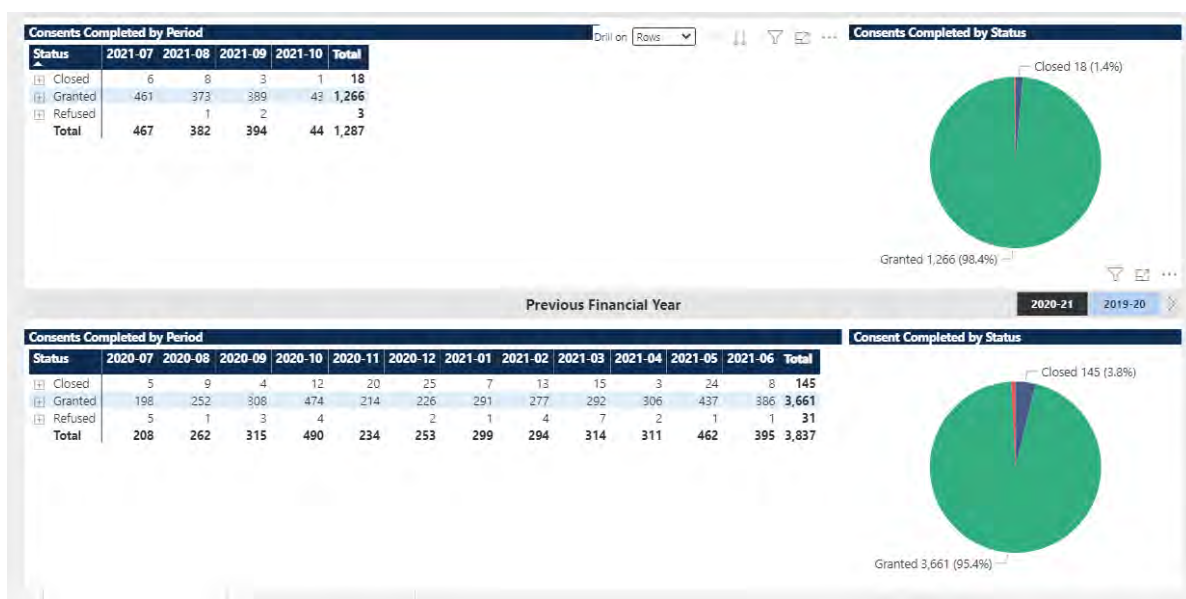 Consents Completed by Period
Drill on Rows
Consents Completed by Status
Status 2021-07 2021-08 2021-09 2021-10 Total
Closed 6 8 3 1 18
Granted 461 373 389 43 1,266
Refused 1 2 3
Total 467 382 394 44 1,287
Closed 18 (1.4%)
Granted 1,266 (98.4%)
Previous Financial Year
2020-21
2019-20
Consents Completed by Period
Consent Completed by Status
Status 2020-07 2020-08 2020-09 2020-10 2020-11 2020-12 2021-01 2021-02 2021-03 2021-04 2021-05 2021-06 Total
Closed 5 9 4 12 20 25 7 13 15 3 24 8 145
Granted 198 252 308 474 214 226 291 277 292 306 437 386 3,661
Refused 5 1 3 4 2 1 4 7 2 1 1 31
Total 208 262 315 490 234 253 299 294 314 311 462 395 3,837
Closed 145 (3.8%)
Granted 3,661 (95.4%)